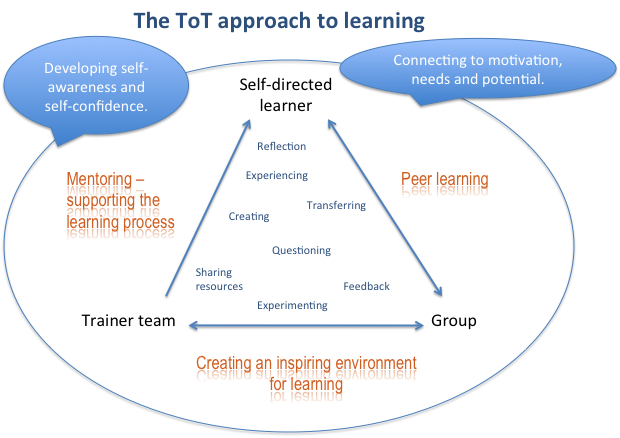 The ToT approach to learning
Developing self-
awareness and
self-confidence.
Connecting to motivation,
needs and potential.
Self-directed
learner
Reflection
Experiencing
Mentoring –
supporting the
learning process
Peer learning
Transferring
Creating
Questioning
Sharing
resources
Feedback
Experimenting
Trainer team
Group
Creating an inspiring environment
for learning